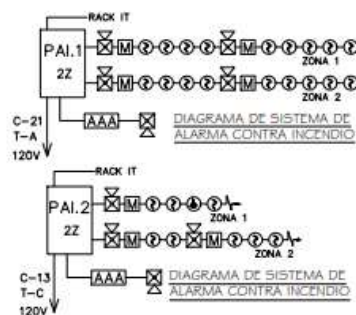 RACK IT
PAI.1
2Z
M
M
ZONA 1
M
M
ZONA 2
C-21
T-A
120V
AAA
DIAGRAMA DE SISTEMA DE
ALARMA CONTRA INCENDIO
RACK IT
PAI.2
2Z
M
ZONA 1
M
M
ZONA 2
C-13
T-C
120V
AAA
DIAGRAMA DE SISTEMA DE
ALARMA CONTRA INCENDIO